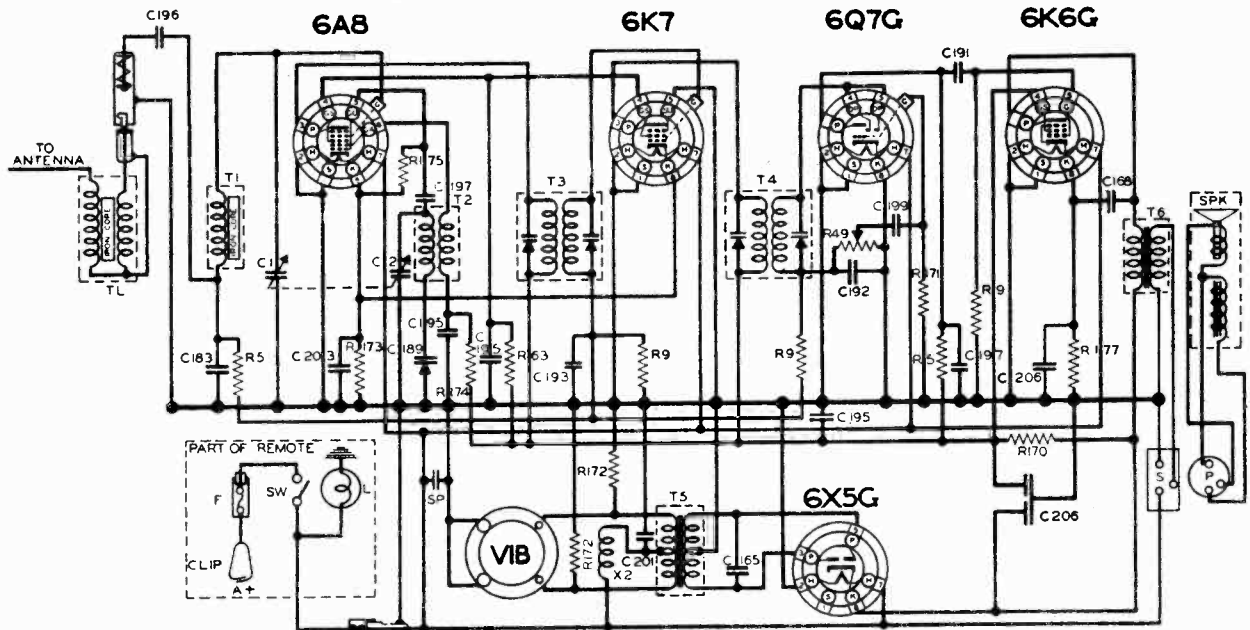 6A8
6K7
6Q7G
6K6G
C196
C191
TO
ANTENNA
T1
R175
C197
T2
T3
T4
R49
C199
C168
T6
SPK
IRON CORE
IRON CORE
TL
C1
C2
C192
R171
R19
C183
R5
C203
R173
C189
C195
R174
C195
R163
C193
R9
R9
R15
C197
C206
R177
C195
PART OF REMOTE
F
SW
L
CLIP
A+
SP
R172
VIB
R172
X2
C201
T5
C165
6X5G
R170
C206
S
P